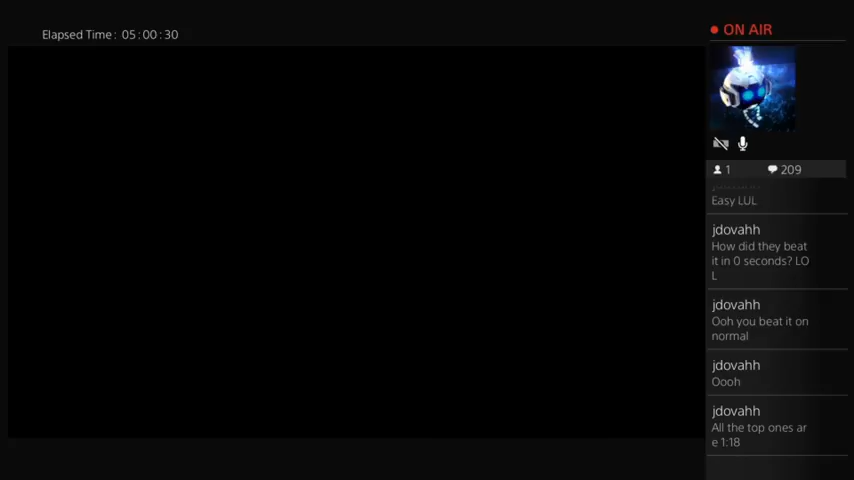 Elapsed Time: 05:00:30
ON AIR
1 209
Easy LUL
jdovahh
How did they beat
it in 0 seconds? LO
L
jdovahh
Ooh you beat it on
normal
jdovahh
Oooh
jdovahh
All the top ones ar
e 1:18